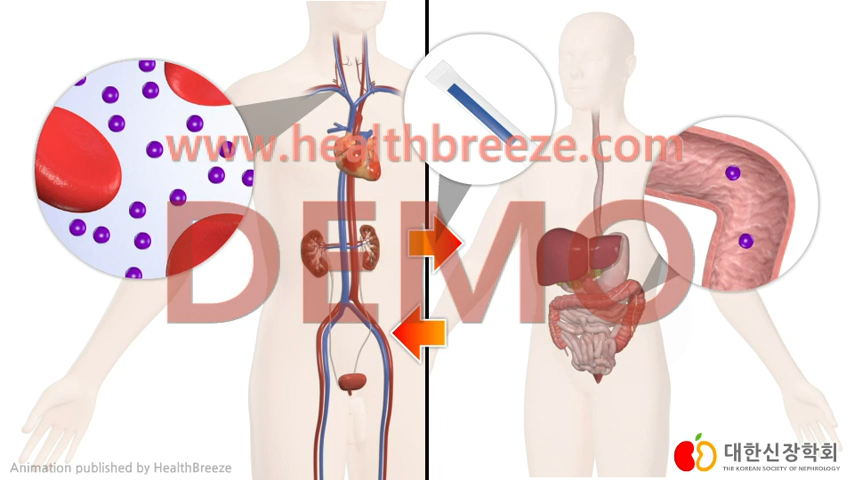 www.healthbreeze.com
DEMO
Animation published by HealthBreeze
대한신장학회
THE KOREAN SOCIETY OF NEPHROLOGY